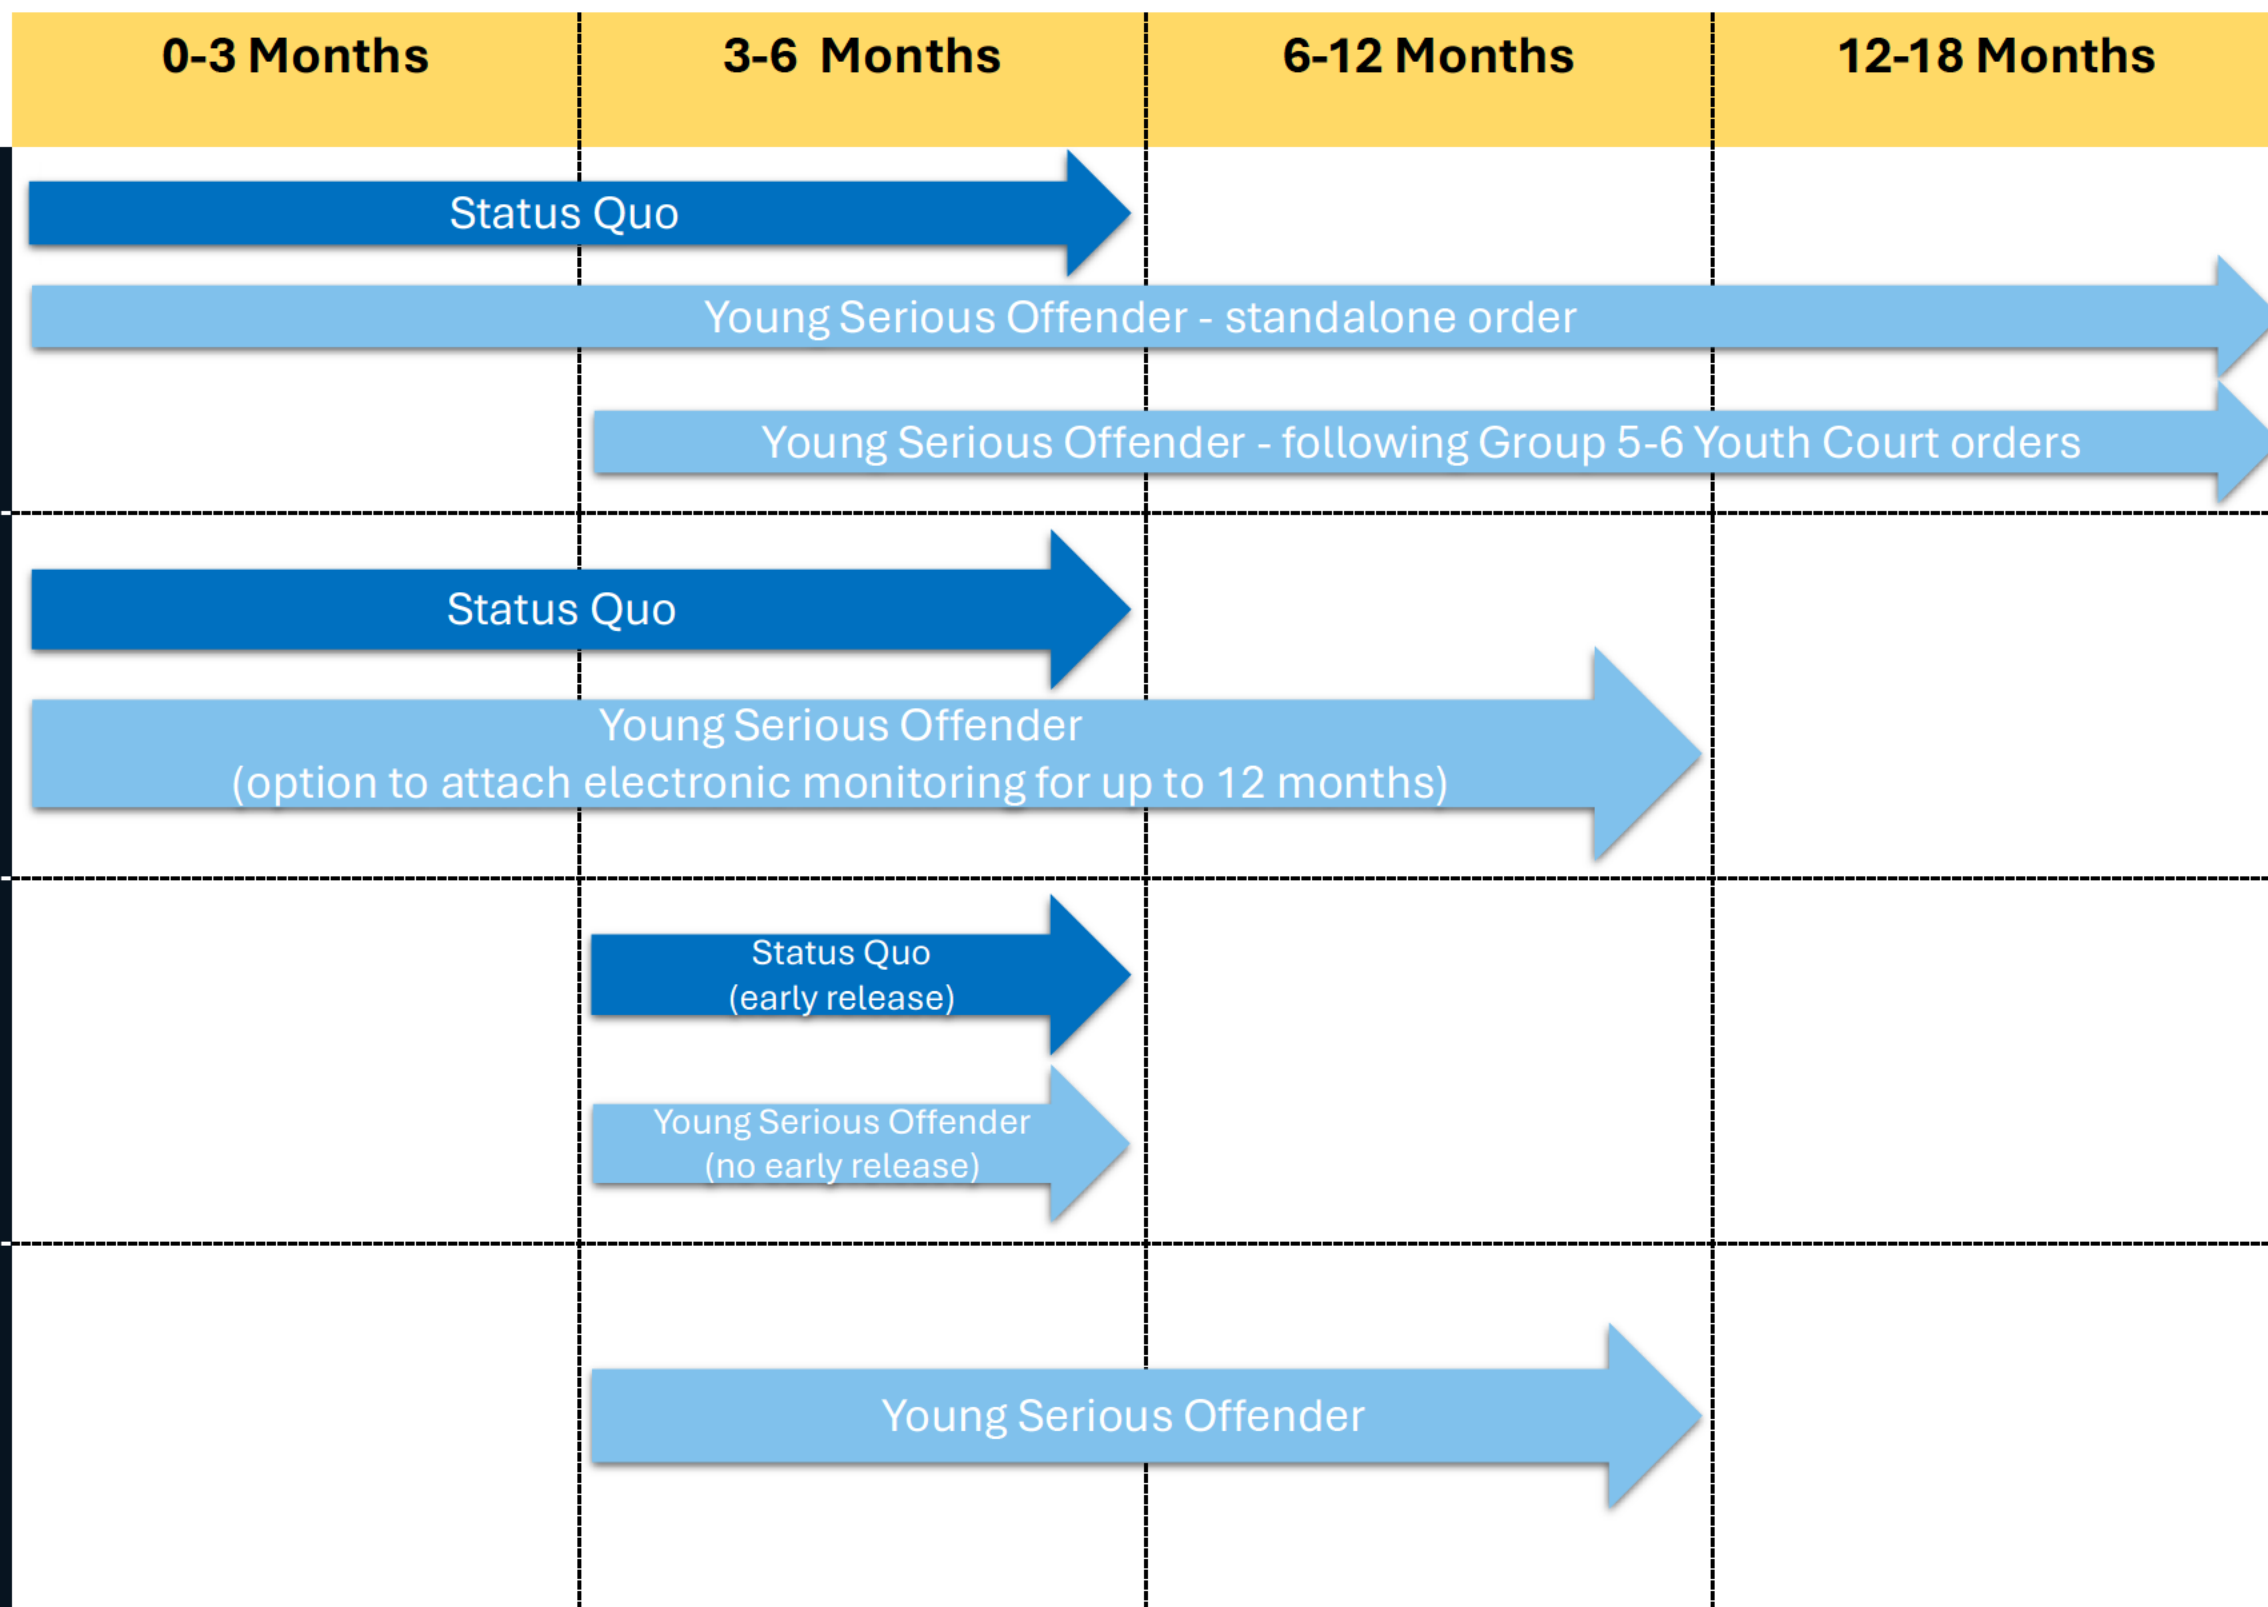 0-3 Months
3-6  Months
6-12 Months
12-18 Months
Status Quo
Young Serious Offender - standalone order
Young Serious Offender - following Group 5-6 Youth Court orders
Status Quo
Young Serious Offender
(option to attach electronic monitoring for up to 12 months)
Status Quo
(early release)
Young Serious Offender
(no early release)
Young Serious Offender